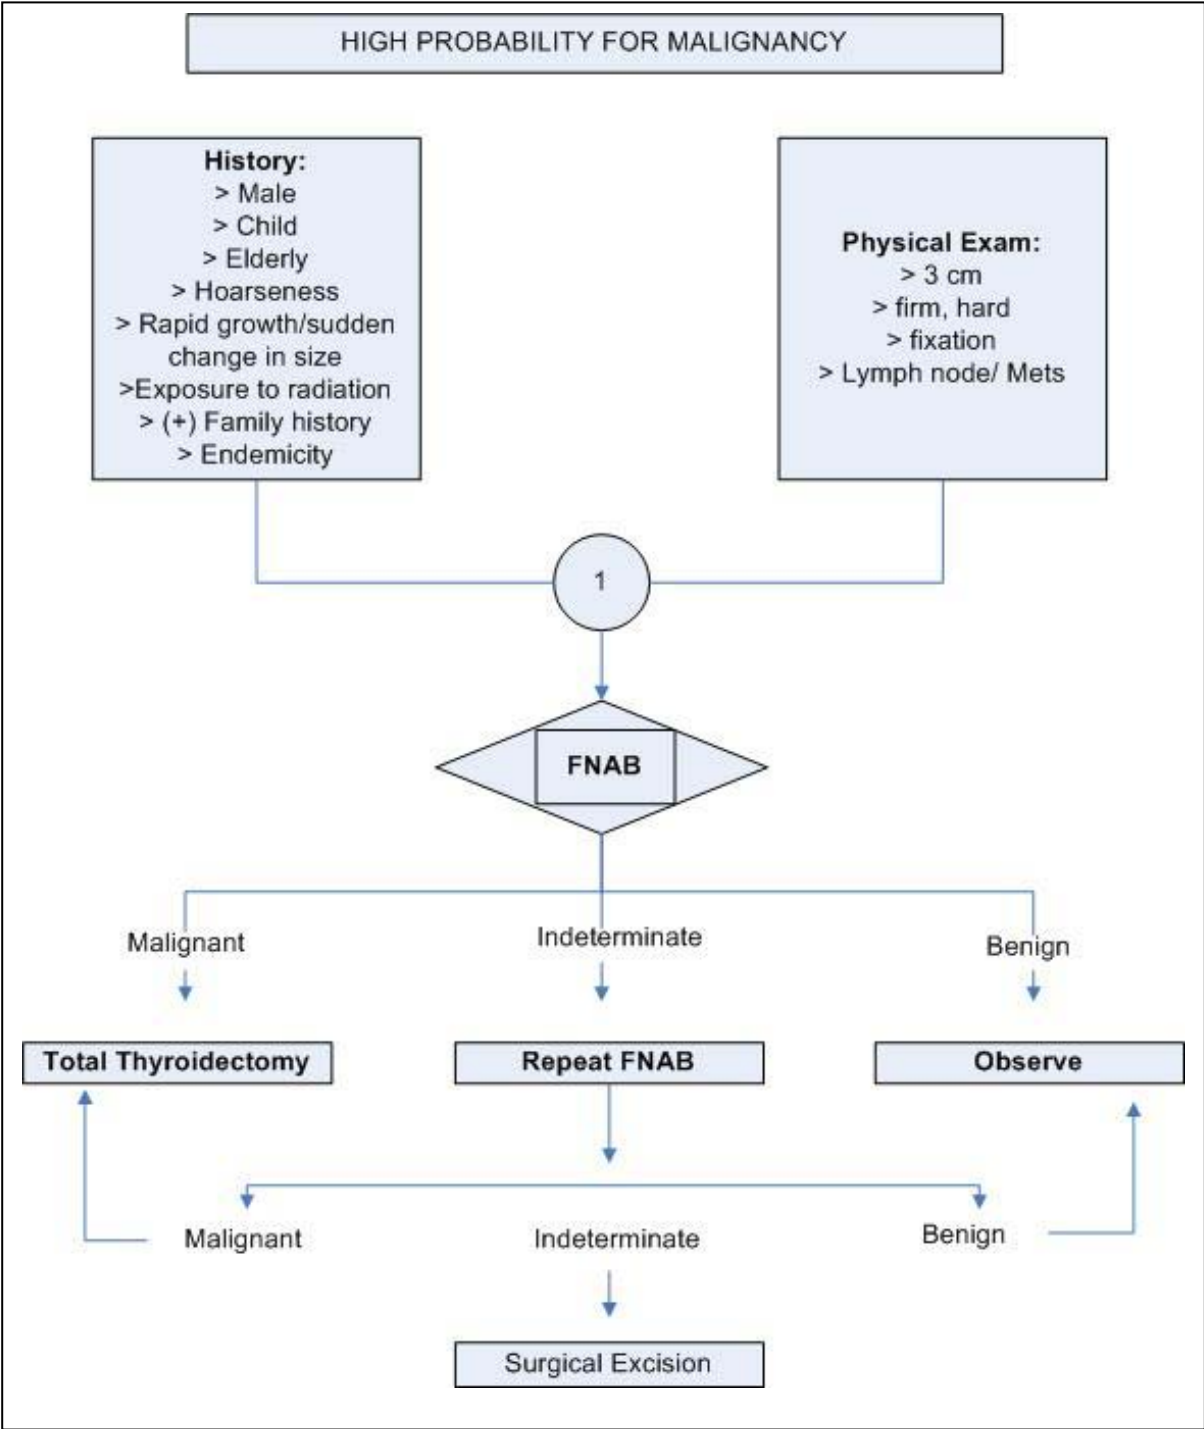 HIGH PROBABILITY FOR MALIGNANCY
History:
> Male
> Child
> Elderly
> Hoarseness
> Rapid growth/sudden
change in size
>Exposure to radiation
> (+) Family history
> Endemicity
Physical Exam:
> 3 cm
> firm, hard
> fixation
> Lymph node/ Mets
1
FNAB
Malignant
Indeterminate
Benign
Total Thyroidectomy
Repeat FNAB
Observe
Malignant
Indeterminate
Benign
Surgical Excision